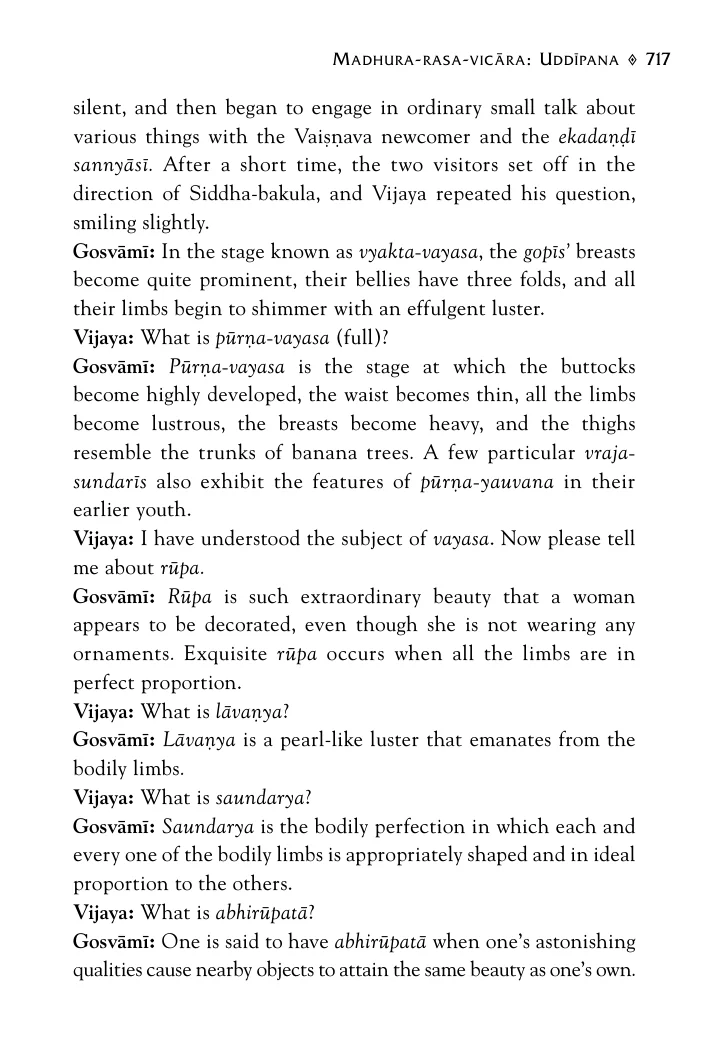 Madhura-rasa-vicāra: Uddīpana ◈ 717
silent, and then began to engage in ordinary small talk about
various things with the Vaiṣṇava newcomer and the ekadaṇḍī
sannyāsī. After a short time, the two visitors set off in the
direction of Siddha-bakula, and Vijaya repeated his question,
smiling slightly.
Gosvāmī: In the stage known as vyakta-vayasa, the gopīs’ breasts
become quite prominent, their bellies have three folds, and all
their limbs begin to shimmer with an effulgent luster.
Vijaya: What is pūrṇa-vayasa (full)?
Gosvāmī: Pūrṇa-vayasa is the stage at which the buttocks
become highly developed, the waist becomes thin, all the limbs
become lustrous, the breasts become heavy, and the thighs
resemble the trunks of banana trees. A few particular vraja-
sundarīs also exhibit the features of pūrṇa-yauvana in their
earlier youth.
Vijaya: I have understood the subject of vayasa. Now please tell
me about rūpa.
Gosvāmī: Rūpa is such extraordinary beauty that a woman
appears to be decorated, even though she is not wearing any
ornaments. Exquisite rūpa occurs when all the limbs are in
perfect proportion.
Vijaya: What is lāvaṇya?
Gosvāmī: Lāvaṇya is a pearl-like luster that emanates from the
bodily limbs.
Vijaya: What is saundarya?
Gosvāmī: Saundarya is the bodily perfection in which each and
every one of the bodily limbs is appropriately shaped and in ideal
proportion to the others.
Vijaya: What is abhirūpatā?
Gosvāmī: One is said to have abhirūpatā when one’s astonishing
qualities cause nearby objects to attain the same beauty as one’s own.